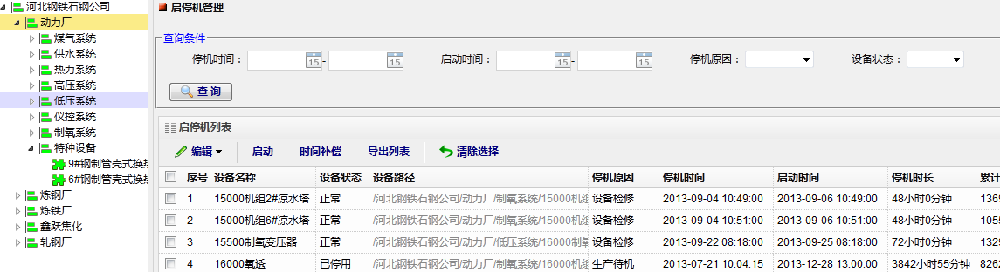 河北钢铁石钢公司
动力厂
煤气系统
供水系统
热力系统
高压系统
低压系统
仪控系统
制氧系统
特种设备
9#钢制管壳式换热
6#钢制管壳式换热
炼钢厂
炼铁厂
鑫跃焦化
轧钢厂
启停机管理
查询条件
停机时间： 15 - 15 启动时间： 15 - 15 停机原因： 设备状态：
查 询
启停机列表
编辑 启动 时间补偿 导出列表 清除选择
序号 设备名称 设备状态 设备路径 停机原因 停机时间 启动时间 停机时长 累计
1 15000机组2#凉水塔 正常 /河北钢铁石钢公司/动力厂/制氧系统/15000机组 设备检修 2013-09-04 10:49:00 2013-09-06 10:49:00 48小时0分钟 1369
2 15000机组6#凉水塔 正常 /河北钢铁石钢公司/动力厂/制氧系统/15000机组 设备检修 2013-09-04 10:51:00 2013-09-06 10:51:00 48小时0分钟 1055
3 15500制氧变压器 正常 /河北钢铁石钢公司/动力厂/低压系统/16000制氧 设备检修 2013-09-22 08:18:00 2013-09-25 08:18:00 72小时0分钟 1329
4 16000氧透 已停用 /河北钢铁石钢公司/动力厂/制氧系统/16000机组 生产待机 2013-07-21 10:04:15 2013-12-28 13:00:00 3842小时55分钟 8262